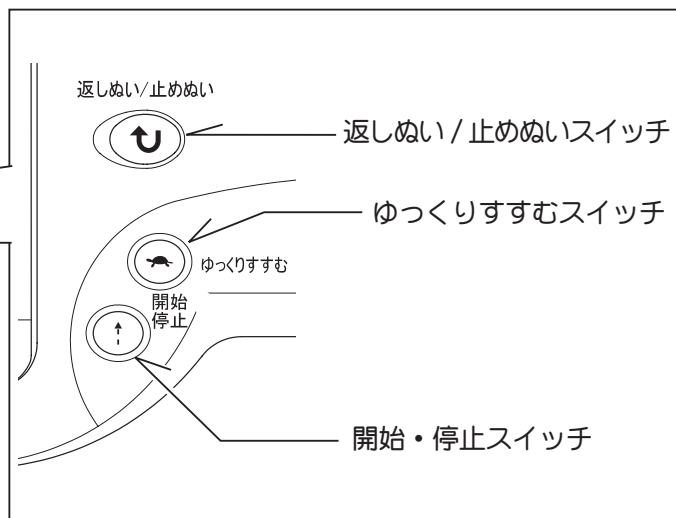 返しぬい/止めぬい
返しぬい/止めぬいスイッチ
ゆっくりすすむスイッチ
ゆっくりすすむ
開始
停止
開始・停止スイッチ